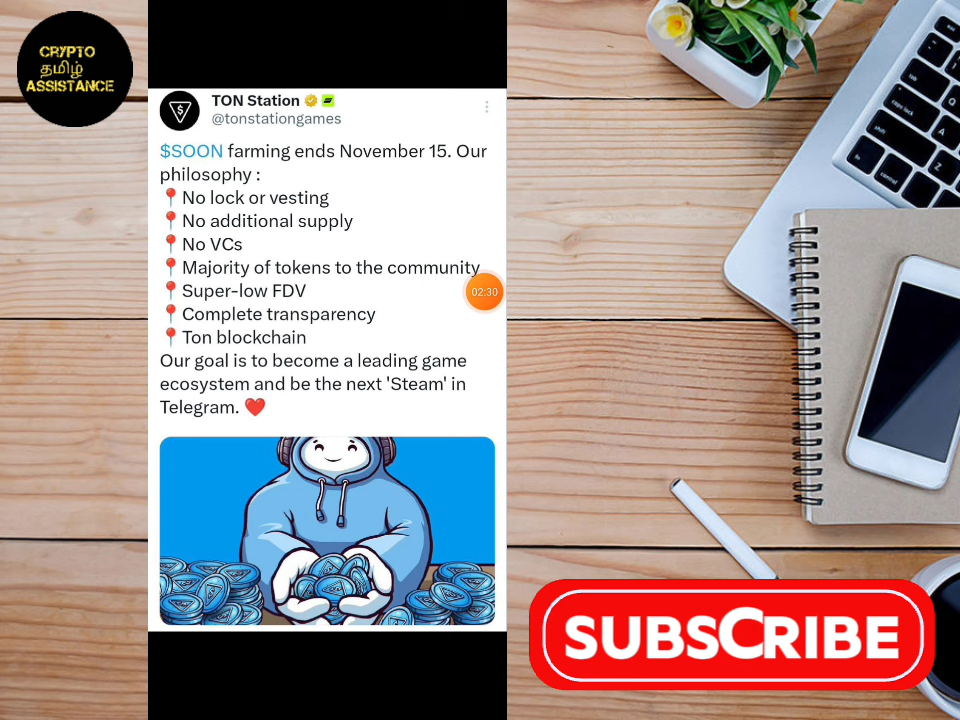 CRYPTO
தமிழ்
ASSISTANCE
TON Station
@tonstationgames
$SOON farming ends November 15. Our
philosophy :
📍No lock or vesting
📍No additional supply
📍No VCs
📍Majority of tokens to the community
📍Super-low FDV
📍Complete transparency
📍Ton blockchain
Our goal is to become a leading game
ecosystem and be the next 'Steam' in
Telegram. ❤️
02:30
SUBSCRIBE